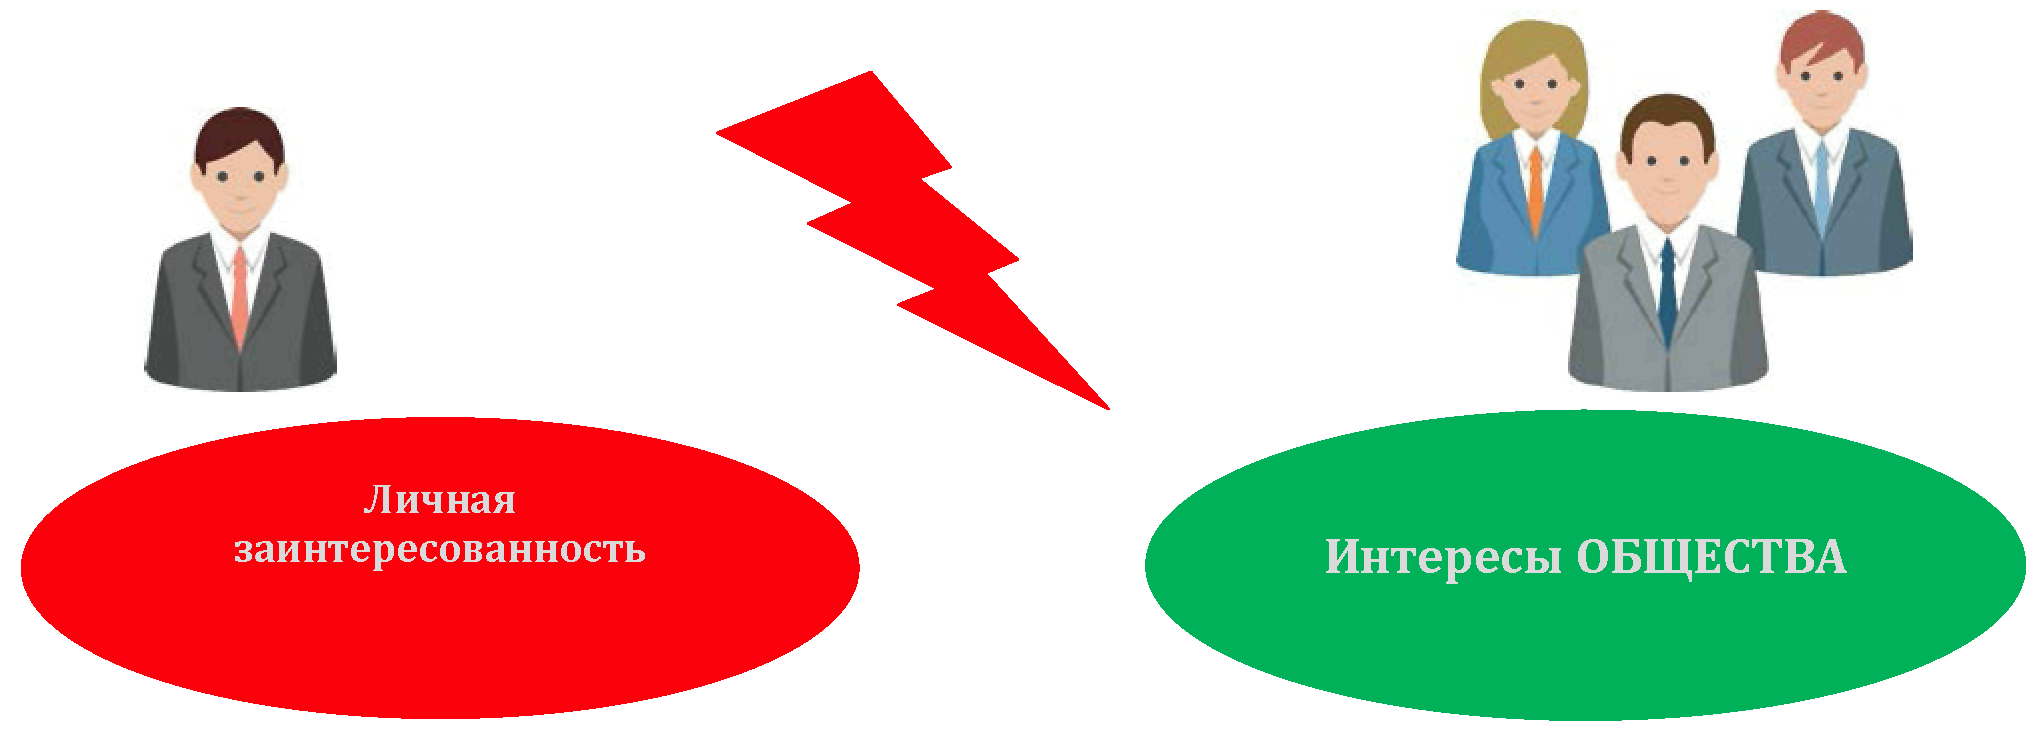 Личная
заинтересованность
Интересы ОБЩЕСТВА